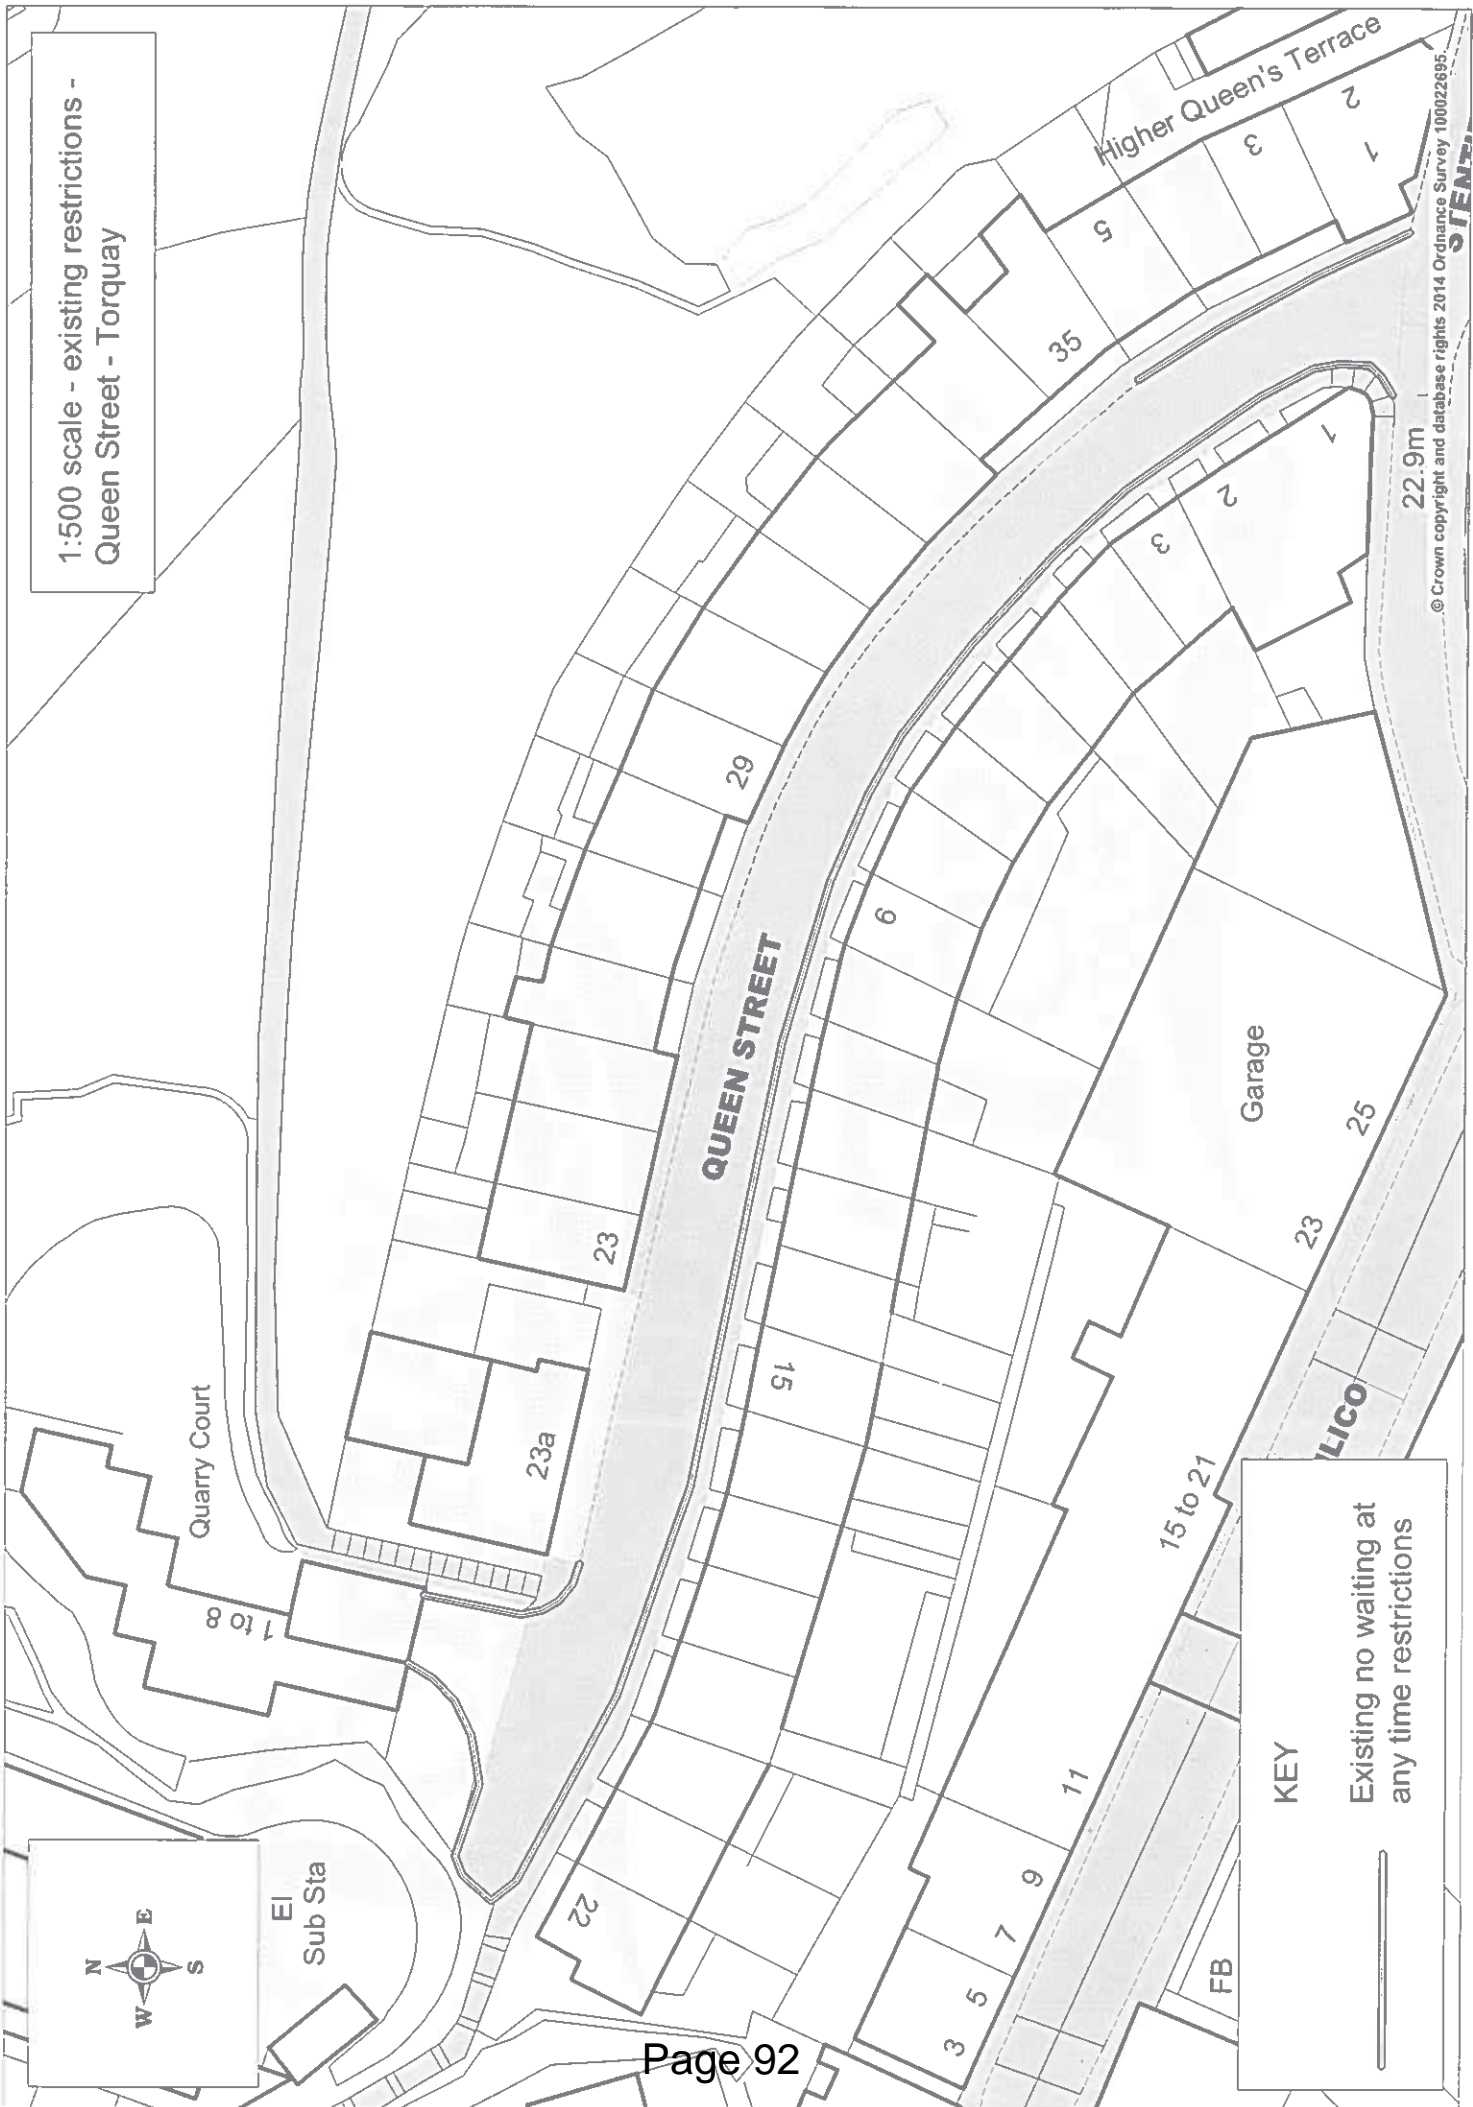 1:500 scale - existing restrictions -
Queen Street - Torquay
N
E
S
W
El
Sub Sta
Quarry Court
1 to 8
23a
23
29
35
5
3
2
1
Higher Queen's Terrace
QUEEN STREET
22
15
6
3
2
1
22.9m
Garage
25
23
15 to 21
11
9
7
5
3
FB
KEY
Existing no waiting at
any time restrictions
© Crown copyright and database rights 2014 Ordnance Survey 100022695.
Page 92